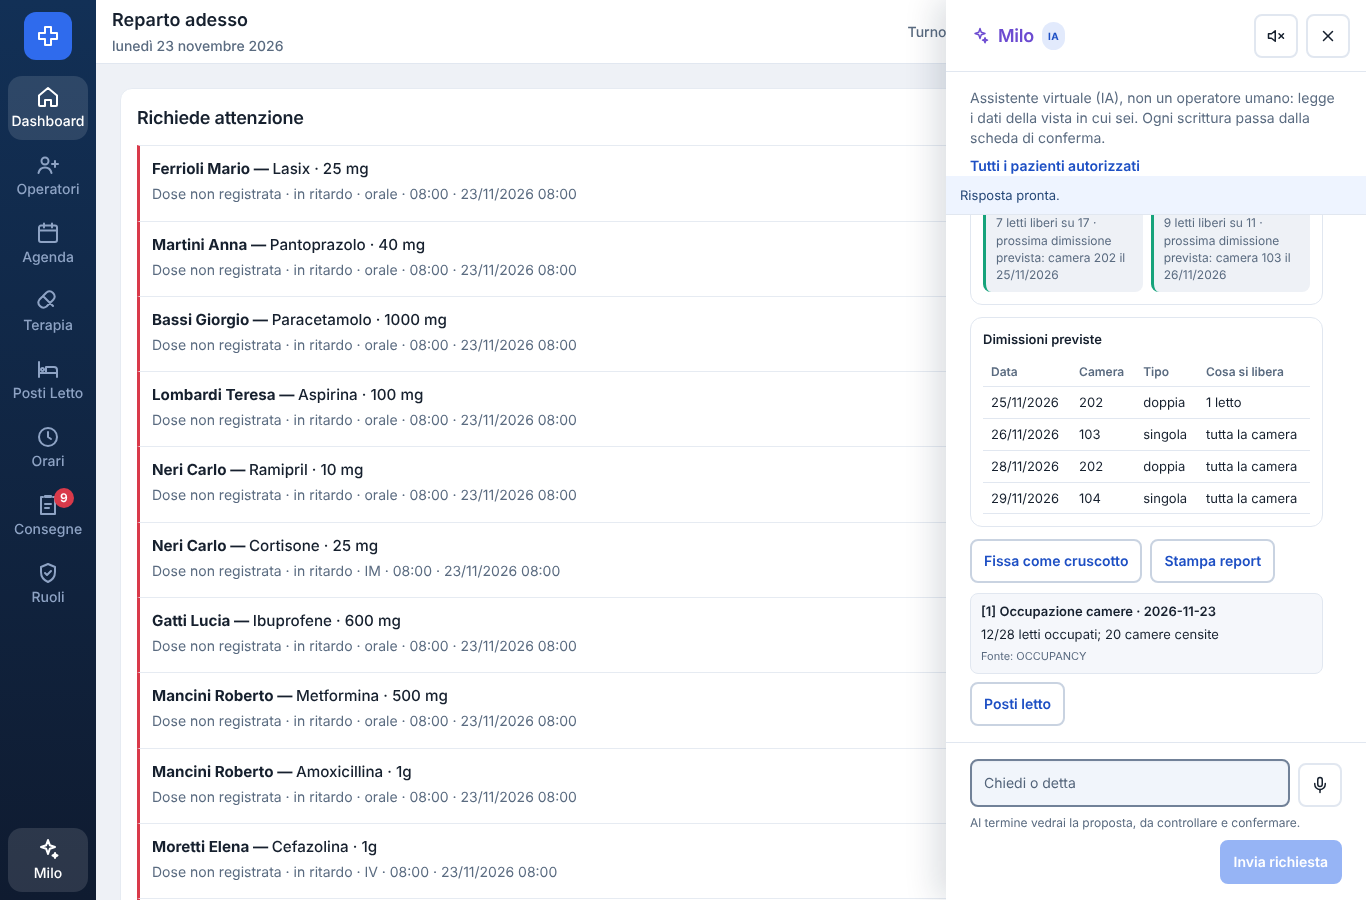 Dashboard
Operatori
Agenda
Terapia
Posti Letto
Orari
9
Consegne
Ruoli
Milo
Reparto adesso
lunedì 23 novembre 2026
Turno
Richiede attenzione
Ferrioli Mario — Lasix · 25 mg
Dose non registrata · in ritardo · orale · 08:00 · 23/11/2026 08:00
Martini Anna — Pantoprazolo · 40 mg
Dose non registrata · in ritardo · orale · 08:00 · 23/11/2026 08:00
Bassi Giorgio — Paracetamolo · 1000 mg
Dose non registrata · in ritardo · orale · 08:00 · 23/11/2026 08:00
Lombardi Teresa — Aspirina · 100 mg
Dose non registrata · in ritardo · orale · 08:00 · 23/11/2026 08:00
Neri Carlo — Ramipril · 10 mg
Dose non registrata · in ritardo · orale · 08:00 · 23/11/2026 08:00
Neri Carlo — Cortisone · 25 mg
Dose non registrata · in ritardo · IM · 08:00 · 23/11/2026 08:00
Gatti Lucia — Ibuprofene · 600 mg
Dose non registrata · in ritardo · orale · 08:00 · 23/11/2026 08:00
Mancini Roberto — Metformina · 500 mg
Dose non registrata · in ritardo · orale · 08:00 · 23/11/2026 08:00
Mancini Roberto — Amoxicillina · 1g
Dose non registrata · in ritardo · orale · 08:00 · 23/11/2026 08:00
Moretti Elena — Cefazolina · 1g
Dose non registrata · in ritardo · IV · 08:00 · 23/11/2026 08:00
Milo IA
Assistente virtuale (IA), non un operatore umano: legge
i dati della vista in cui sei. Ogni scrittura passa dalla
scheda di conferma.
Tutti i pazienti autorizzati
Risposta pronta.
7 letti liberi su 17 ·
prossima dimissione
prevista: camera 202 il
25/11/2026
9 letti liberi su 11 ·
prossima dimissione
prevista: camera 103 il
26/11/2026
Dimissioni previste
Data Camera Tipo Cosa si libera
25/11/2026 202 doppia 1 letto
26/11/2026 103 singola tutta la camera
28/11/2026 202 doppia tutta la camera
29/11/2026 104 singola tutta la camera
Fissa come cruscotto Stampa report
[1] Occupazione camere · 2026-11-23
12/28 letti occupati; 20 camere censite
Fonte: OCCUPANCY
Posti letto
Chiedi o detta
Al termine vedrai la proposta, da controllare e confermare.
Invia richiesta